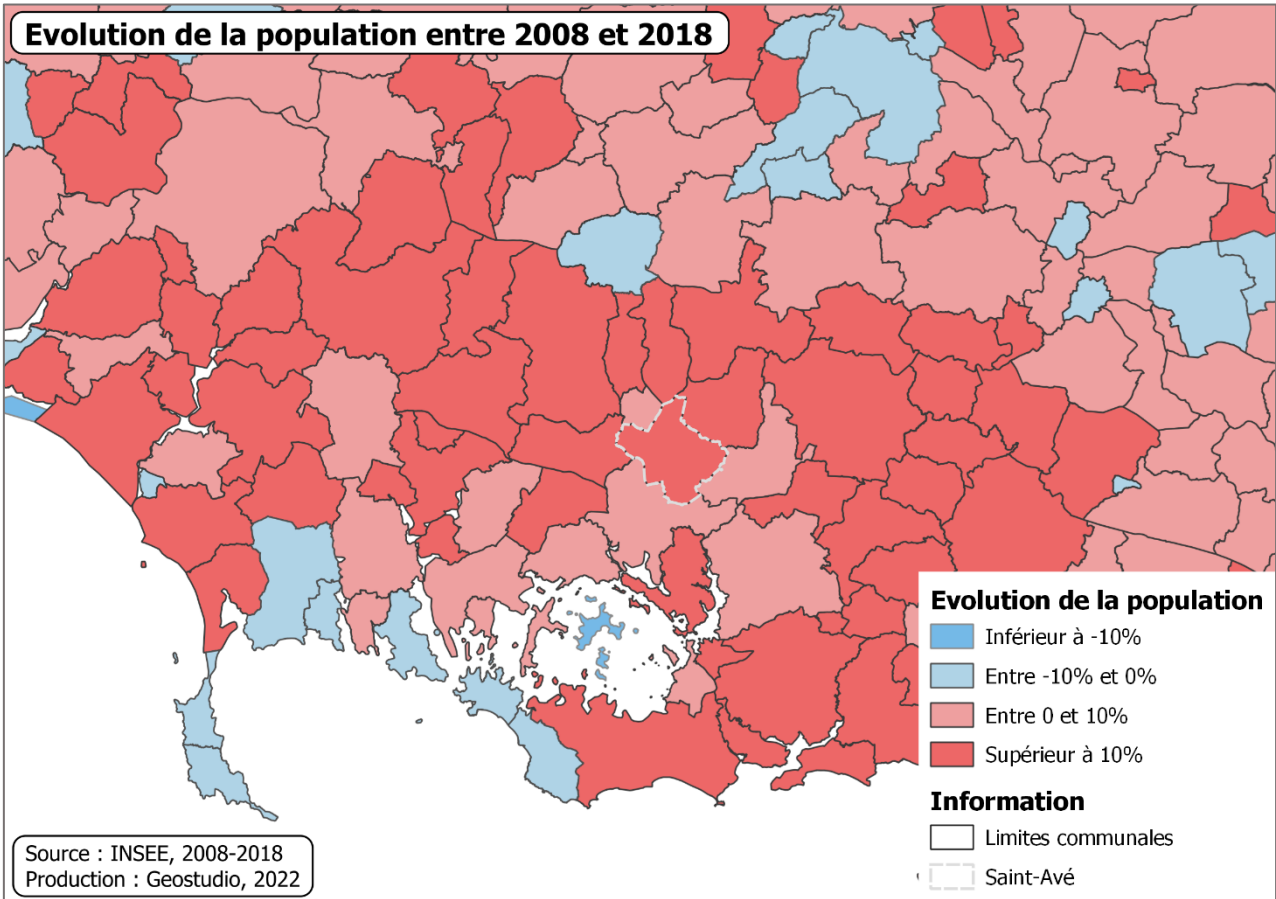 Evolution de la population entre 2008 et 2018
Evolution de la population
Inférieur à -10%
Entre -10% et 0%
Entre 0 et 10%
Supérieur à 10%
Information
Limites communales
Saint-Avé
Source : INSEE, 2008-2018
Production : Geostudio, 2022